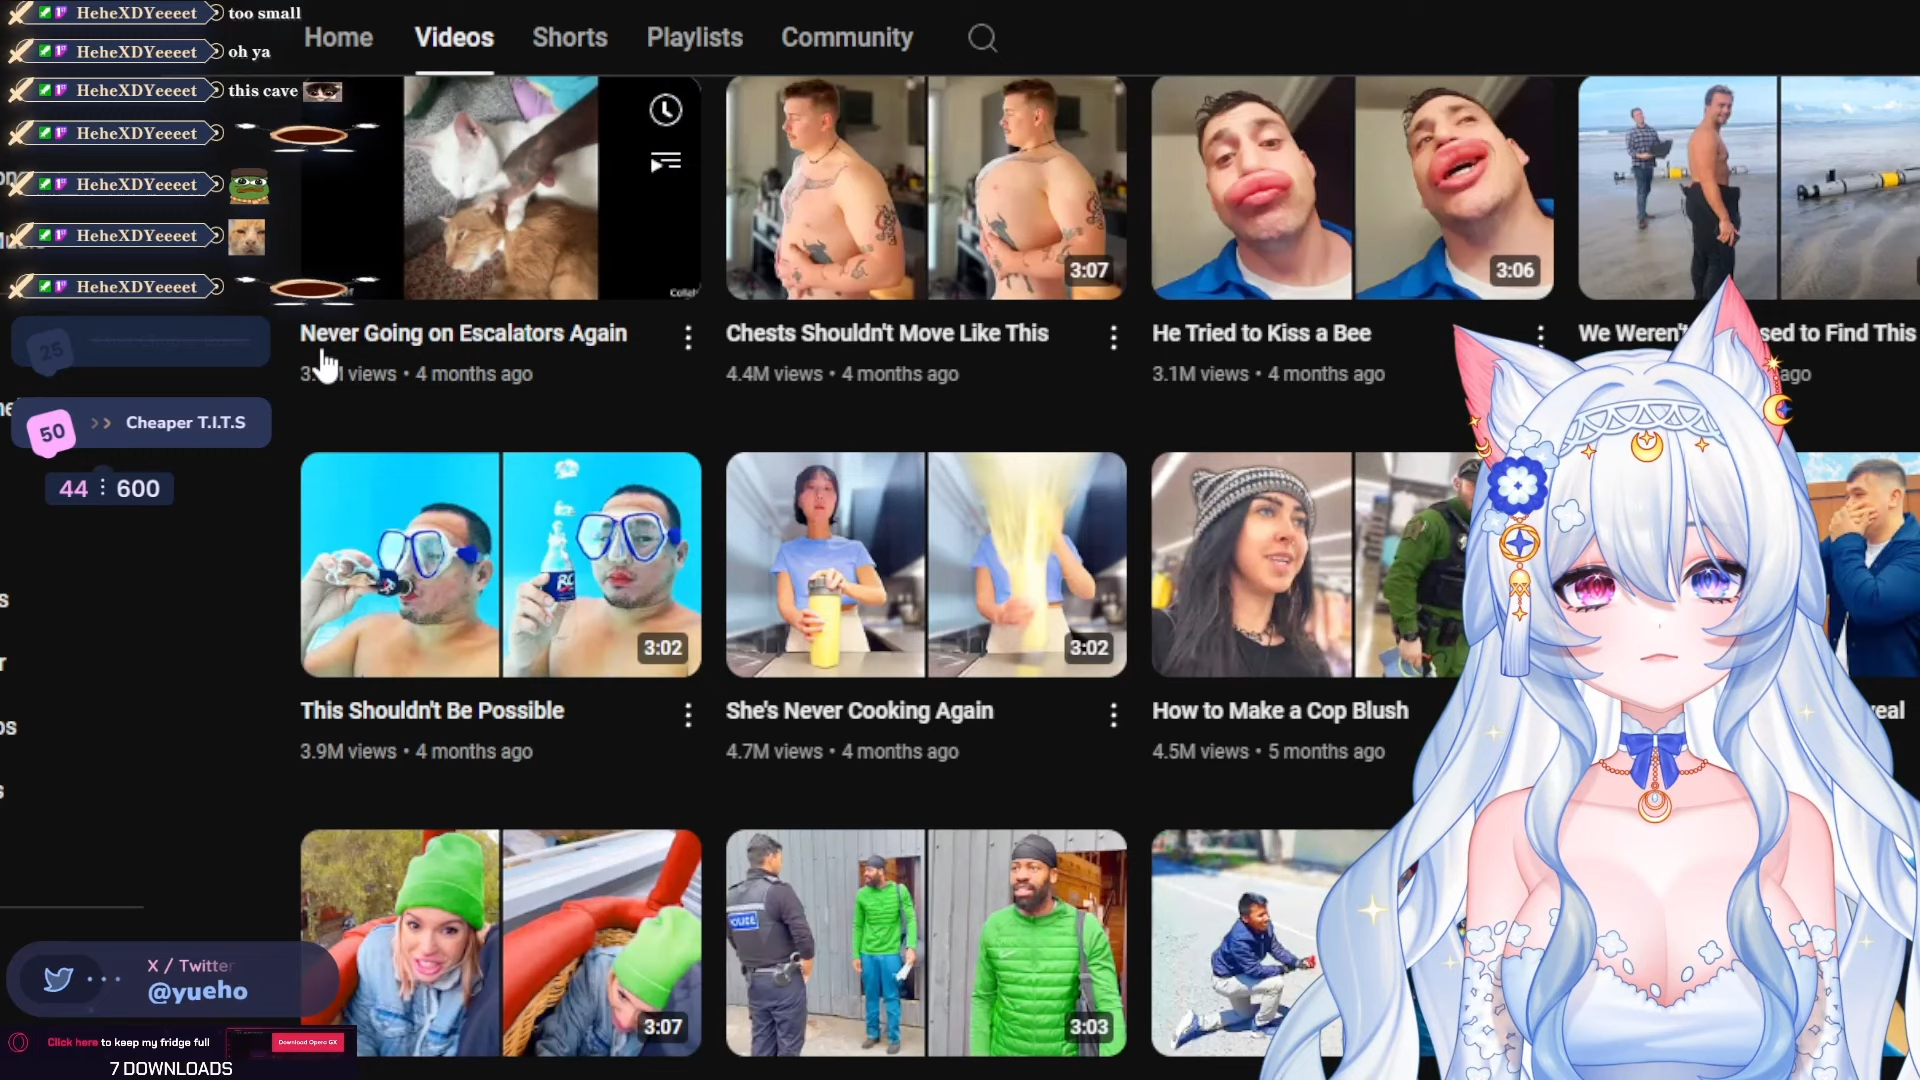 HeheXDYeeeet too small
HeheXDYeeeet oh ya
HeheXDYeeeet this cave
HeheXDYeeeet
HeheXDYeeeet
HeheXDYeeeet
HeheXDYeeeet
25
50 >> Cheaper T.I.T.S
44 : 600
Home Videos Shorts Playlists Community
3:07
3:06
Never Going on Escalators Again
views • 4 months ago
Chests Shouldn't Move Like This
4.4M views • 4 months ago
He Tried to Kiss a Bee
3.1M views • 4 months ago
We Weren't sed to Find This
ago
RC
3:02
3:02
This Shouldn't Be Possible
3.9M views • 4 months ago
She's Never Cooking Again
4.7M views • 4 months ago
How to Make a Cop Blush
4.5M views • 5 months ago
eal
POLICE
3:07
3:03
X / Twitter
@yueho
Click here to keep my fridge full
Download Opera GX
7 DOWNLOADS